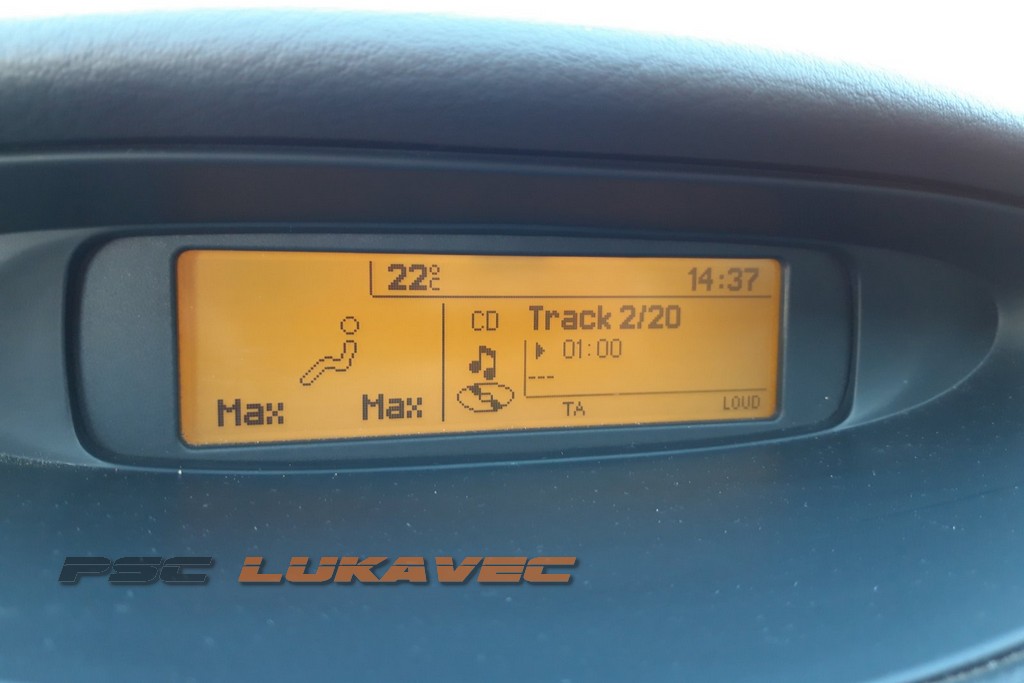 22°C 14:37
CD Track 2/20
01:00
---
Max Max
TA LOUD
PSC LUKAVEC